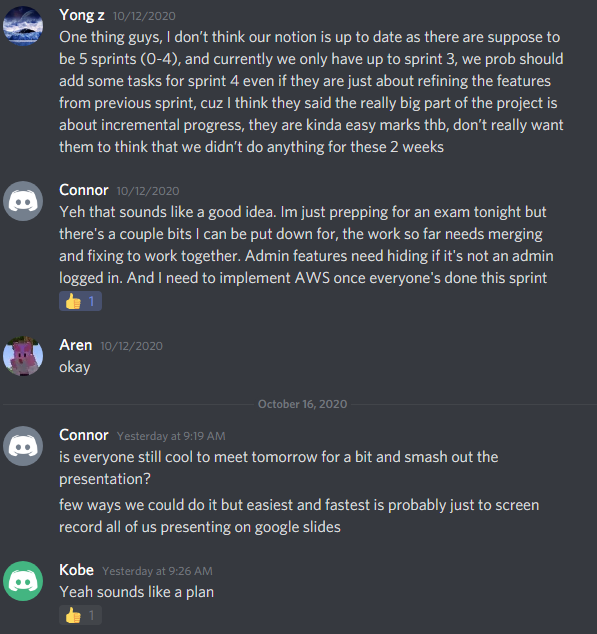 Yong z 10/12/2020
One thing guys, I don't think our notion is up to date as there are suppose to
be 5 sprints (0-4), and currently we only have up to sprint 3, we prob should
add some tasks for sprint 4 even if they are just about refining the features
from previous sprint, cuz I think they said the really big part of the project is
about incremental progress, they are kinda easy marks thb, don't really want
them to think that we didn't do anything for these 2 weeks
Connor 10/12/2020
Yeh that sounds like a good idea. Im just prepping for an exam tonight but
there's a couple bits I can be put down for, the work so far needs merging
and fixing to work together. Admin features need hiding if it's not an admin
logged in. And I need to implement AWS once everyone's done this sprint
1
Aren 10/12/2020
okay
October 16, 2020
Connor Yesterday at 9:19 AM
is everyone still cool to meet tomorrow for a bit and smash out the
presentation?
few ways we could do it but easiest and fastest is probably just to screen
record all of us presenting on google slides
Kobe Yesterday at 9:26 AM
Yeah sounds like a plan
1